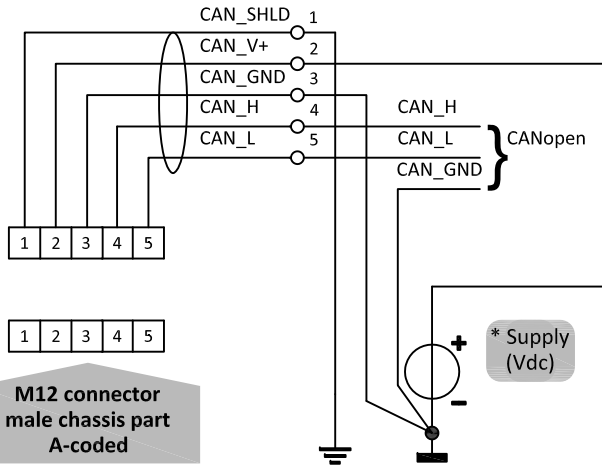 CAN_SHLD 1
CAN_V+ 2
CAN_GND 3
CAN_H 4 CAN_H
CAN_L 5 CAN_L CANopen
CAN_GND
1 2 3 4 5
1 2 3 4 5
+ * Supply
(Vdc)
−
M12 connector
male chassis part
A-coded